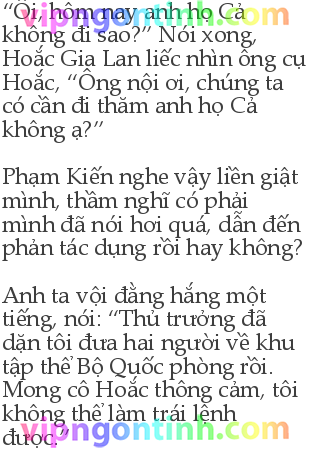 “Ôi, hôm nay anh họ Cả
không đi sao?” Nói xong,
Hoắc Gia Lan liếc nhìn ông cụ
Hoắc, “Ông nội ơi, chúng ta
có cần đi thăm anh họ Cả
không ạ?”
Phạm Kiến nghe vậy liền giật
mình, thầm nghĩ có phải
mình đã nói hơi quá, dẫn đến
phản tác dụng rồi hay không?
Anh ta vội đằng hắng một
tiếng, nói: “Thủ trưởng đã
dặn tôi đưa hai người về khu
tập thể Bộ Quốc phòng rồi.
Mong cô Hoắc thông cảm, tôi
không thể làm trái lệnh
được.”
vipngontinh.com
vipngontinh.com